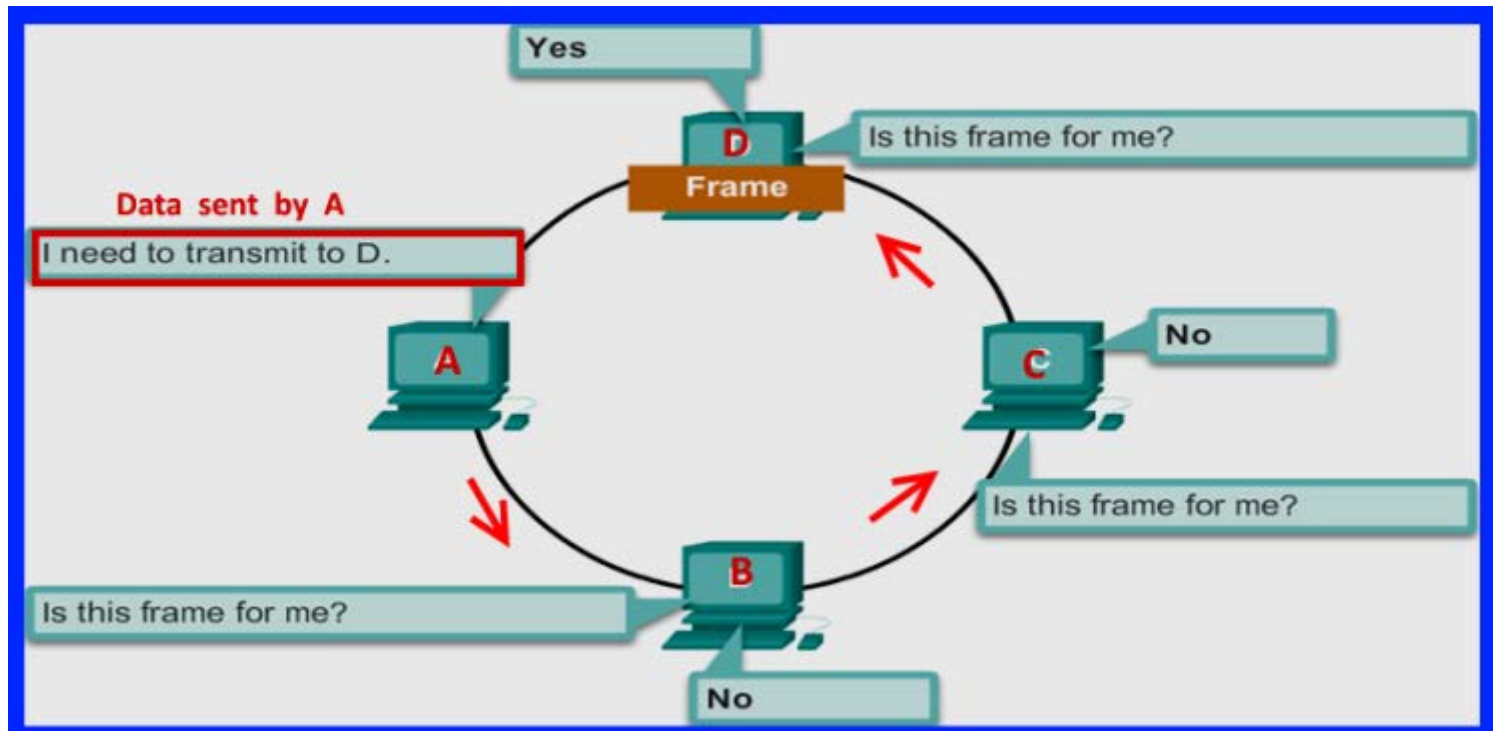 Yes
D
Is this frame for me?
Frame
Data sent by A
I need to transmit to D.
A
No
C
Is this frame for me?
B
Is this frame for me?
No